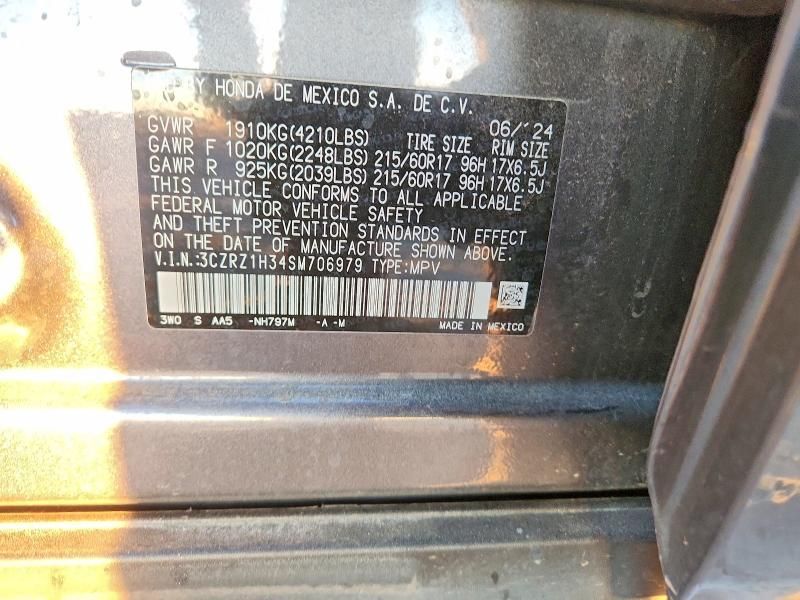 Y HONDA DE MEXICO S.A. DE C.V.
06/'24
GVWR 1910KG(4210LBS) TIRE SIZE RIM SIZE
GAWR F 1020KG(2248LBS) 215/60R17 96H 17X6.5J
GAWR R 925KG(2039LBS) 215/60R17 96H 17X6.5J
THIS VEHICLE CONFORMS TO ALL APPLICABLE
FEDERAL MOTOR VEHICLE SAFETY
AND THEFT PREVENTION STANDARDS IN EFFECT
ON THE DATE OF MANUFACTURE SHOWN ABOVE.
V.I.N.:3CZRZ1H34SM706979 TYPE:MPV
3W0 S AA5 -NH797M -A -M MADE IN MEXICO